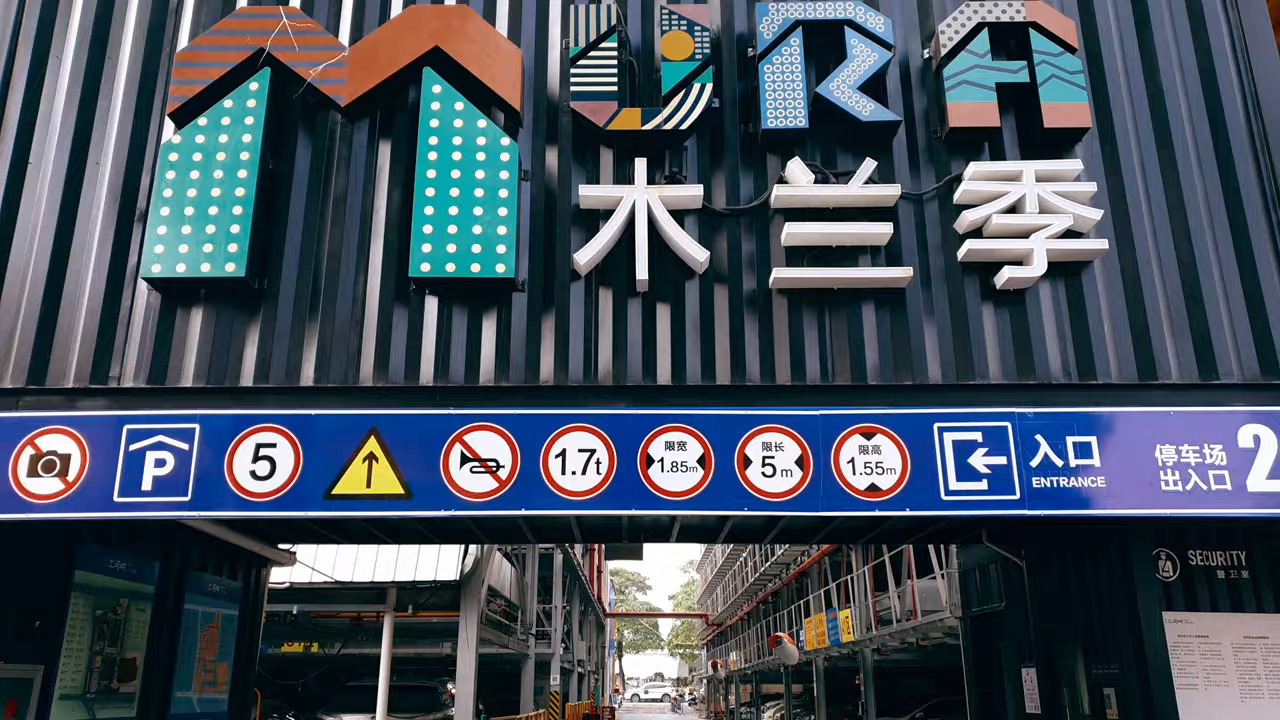 MURA
木兰季
P
5
1.7t
限宽
1.85m
限长
5m
限高
1.55m
入口
ENTRANCE
停车场
出入口
2
SECURITY
警卫室